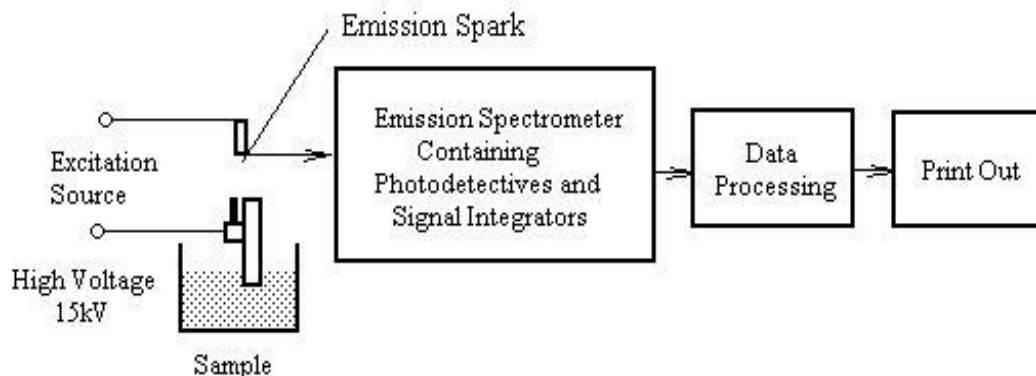 Emission Spark
Excitation
Source
High Voltage
15kV
Sample
Emission Spectrometer
Containing
Photodetectives and
Signal Integrators
Data
Processing
Print Out